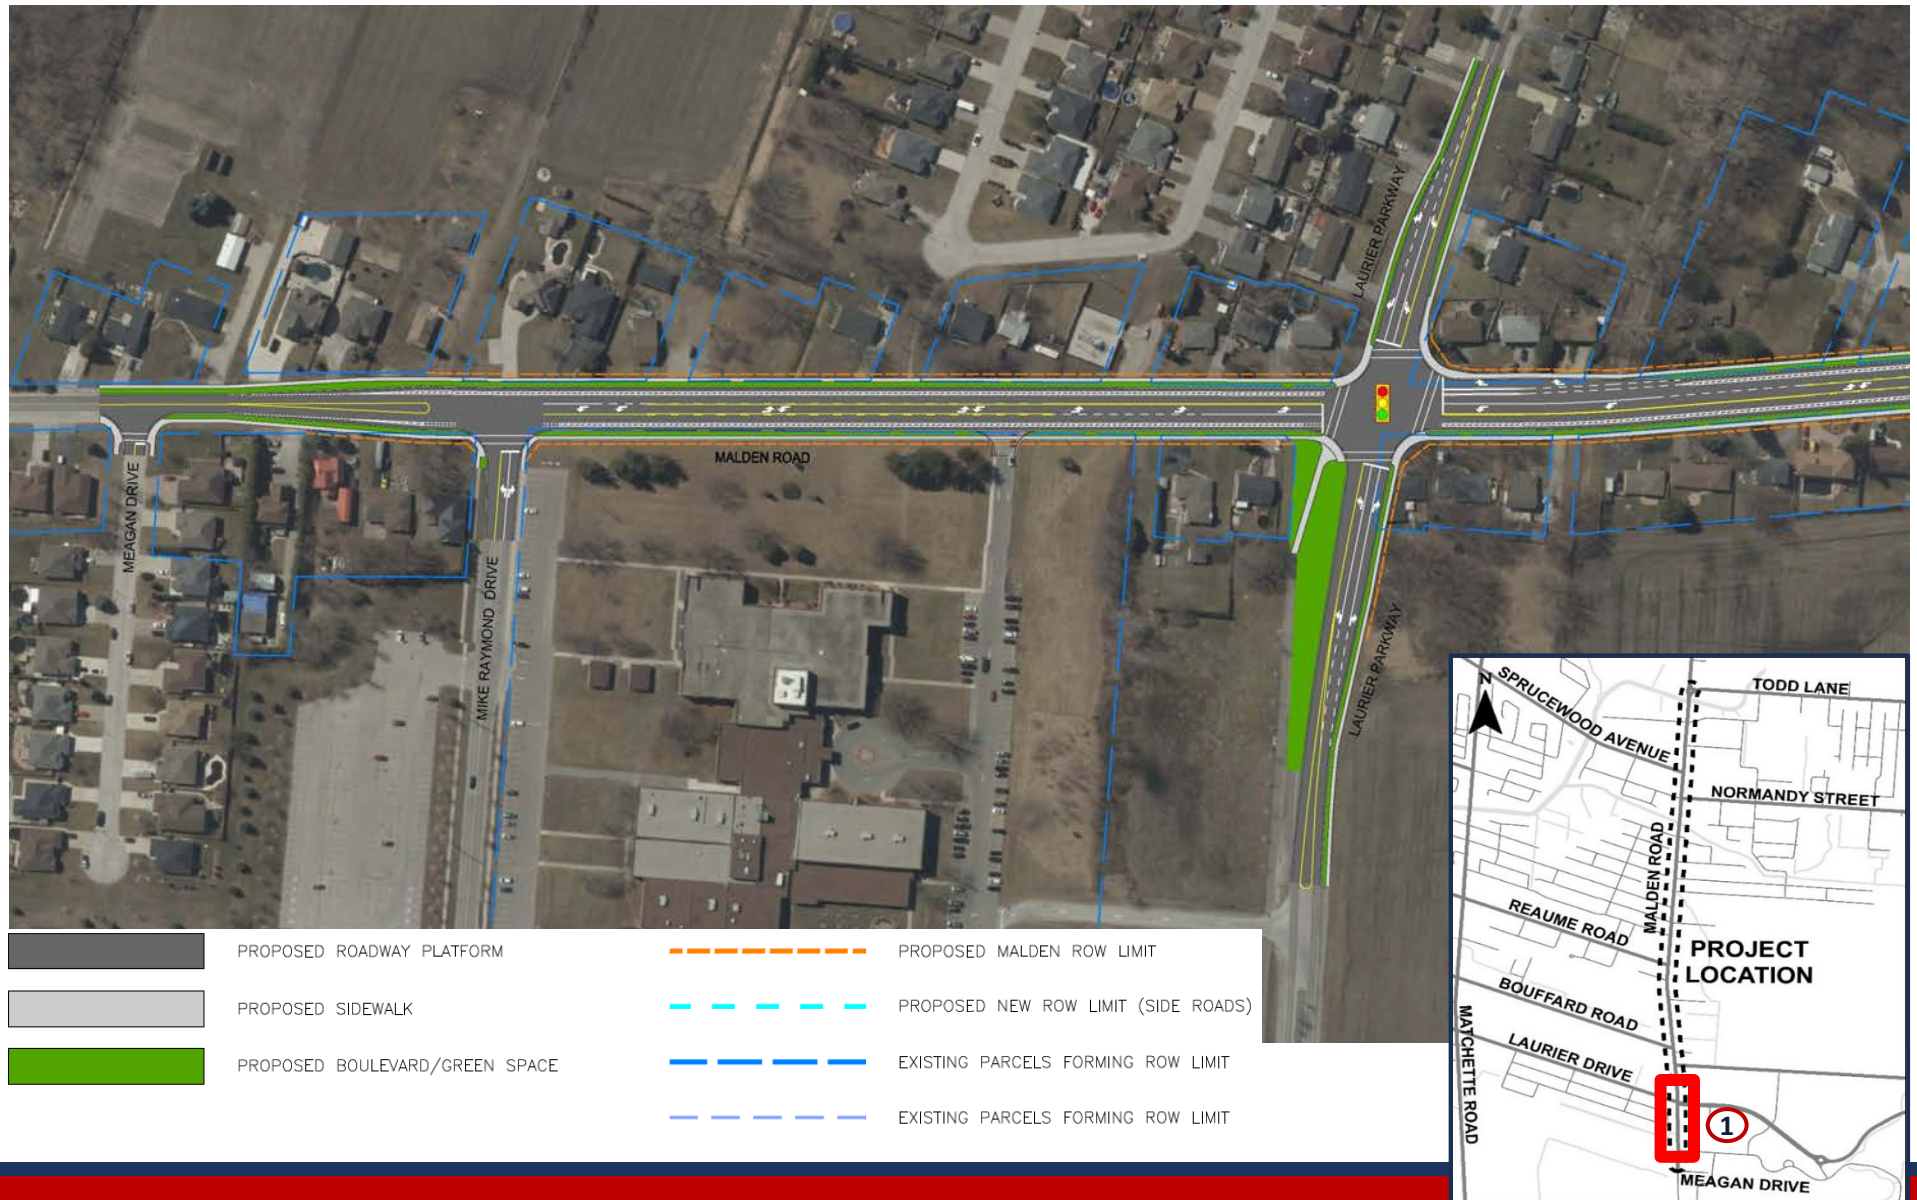 LAURIER PARKWAY
MALDEN ROAD
MEAGAN DRIVE
MIKE RAYMOND DRIVE
LAURIER PARKWAY
PROPOSED ROADWAY PLATFORM
PROPOSED SIDEWALK
PROPOSED BOULEVARD/GREEN SPACE
PROPOSED MALDEN ROW LIMIT
PROPOSED NEW ROW LIMIT (SIDE ROADS)
EXISTING PARCELS FORMING ROW LIMIT
EXISTING PARCELS FORMING ROW LIMIT
N
SPRUCEWOOD AVENUE
TODD LANE
NORMANDY STREET
MALDEN ROAD
REAUME ROAD
PROJECT
LOCATION
BOUFFARD ROAD
LAURIER DRIVE
MATCHETTE ROAD
1
MEAGAN DRIVE